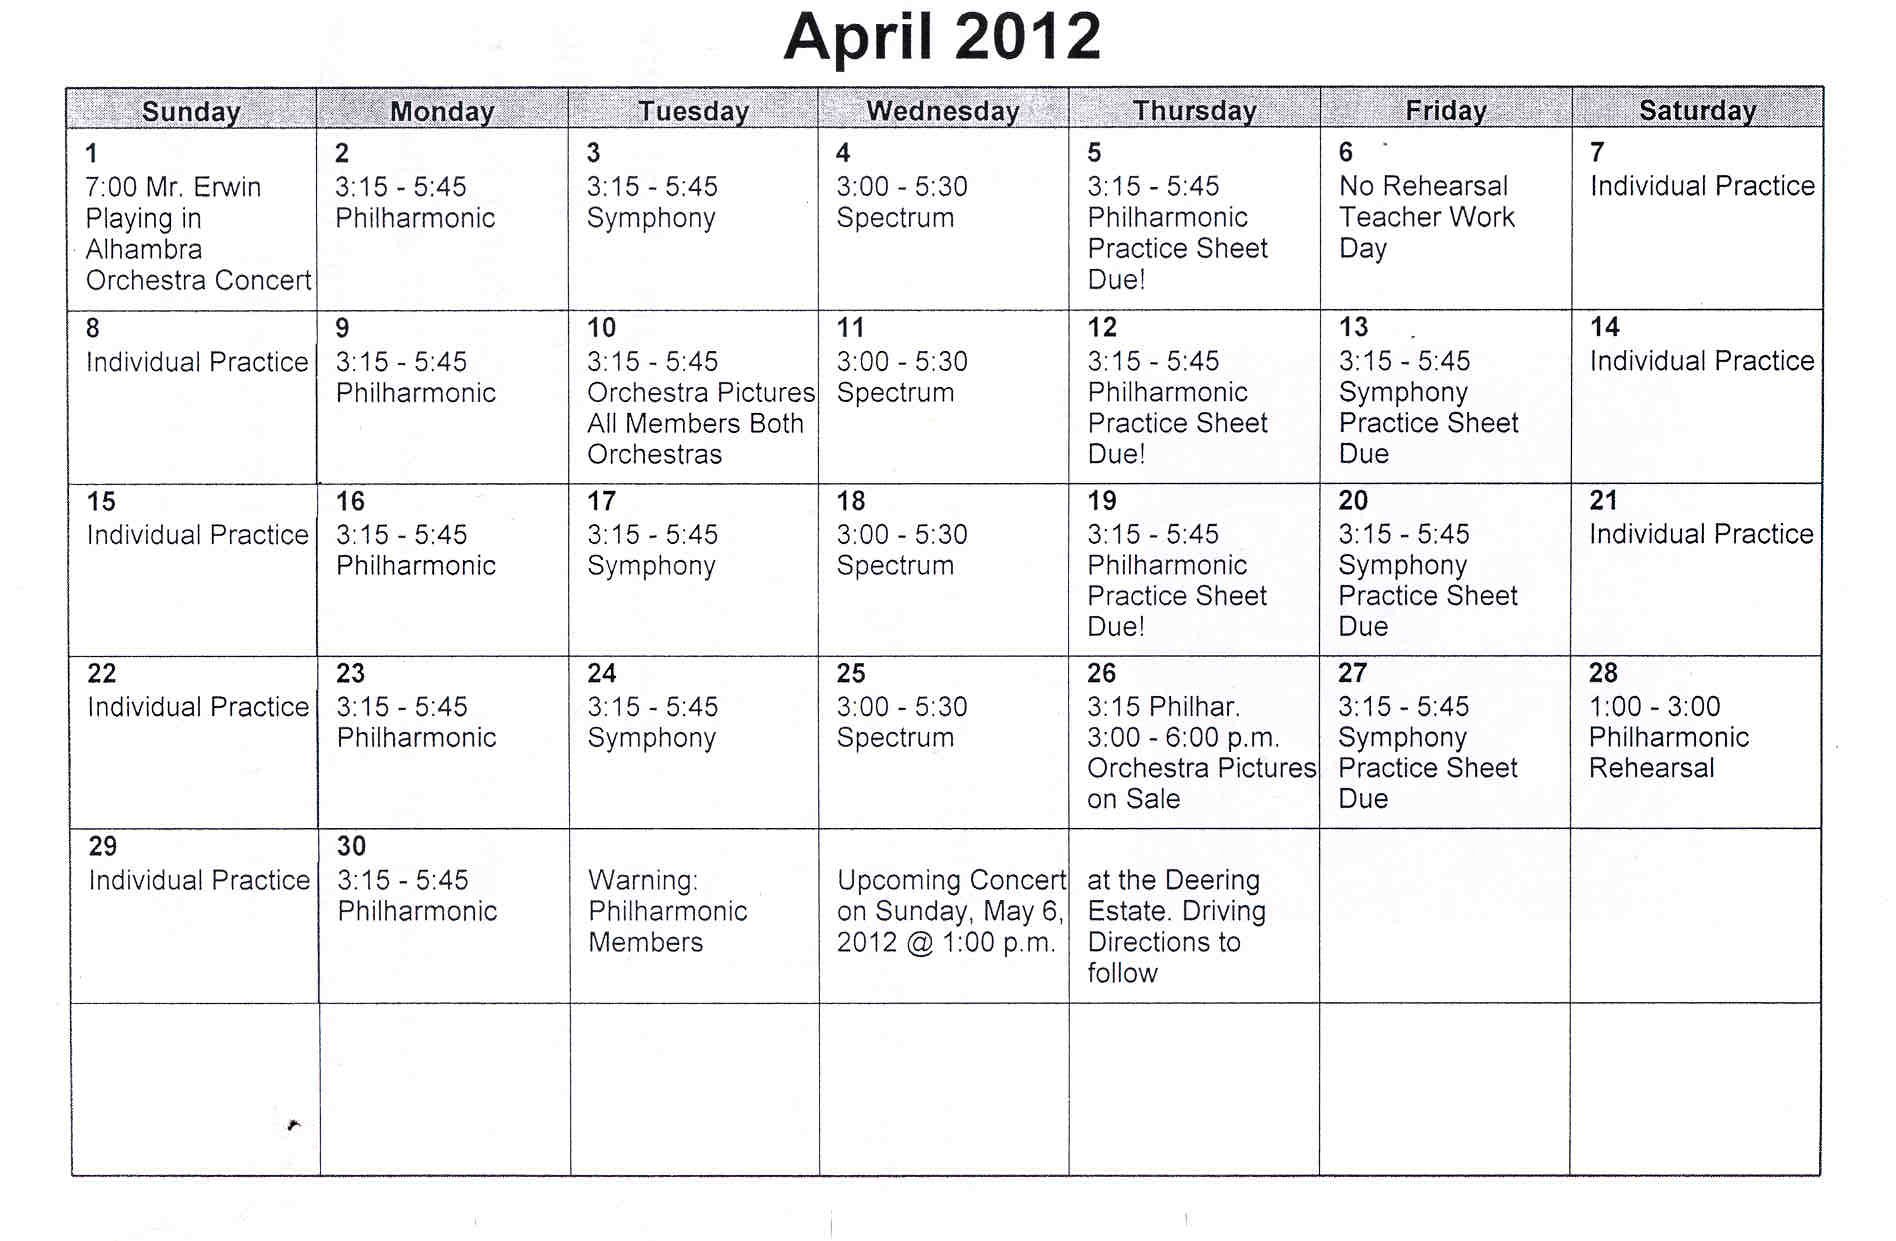 April 2012
Sunday Monday Tuesday Wednesday Thursday Friday Saturday
1
7:00 Mr. Erwin
Playing in
Alhambra
Orchestra Concert
2
3:15 - 5:45
Philharmonic
3
3:15 - 5:45
Symphony
4
3:00 - 5:30
Spectrum
5
3:15 - 5:45
Philharmonic
Practice Sheet
Due!
6
No Rehearsal
Teacher Work
Day
7
Individual Practice
8
Individual Practice
9
3:15 - 5:45
Philharmonic
10
3:15 - 5:45
Orchestra Pictures
All Members Both
Orchestras
11
3:00 - 5:30
Spectrum
12
3:15 - 5:45
Philharmonic
Practice Sheet
Due!
13
3:15 - 5:45
Symphony
Practice Sheet
Due
14
Individual Practice
15
Individual Practice
16
3:15 - 5:45
Philharmonic
17
3:15 - 5:45
Symphony
18
3:00 - 5:30
Spectrum
19
3:15 - 5:45
Philharmonic
Practice Sheet
Due!
20
3:15 - 5:45
Symphony
Practice Sheet
Due
21
Individual Practice
22
Individual Practice
23
3:15 - 5:45
Philharmonic
24
3:15 - 5:45
Symphony
25
3:00 - 5:30
Spectrum
26
3:15 Philhar.
3:00 - 6:00 p.m.
Orchestra Pictures
on Sale
27
3:15 - 5:45
Symphony
Practice Sheet
Due
28
1:00 - 3:00
Philharmonic
Rehearsal
29
Individual Practice
30
3:15 - 5:45
Philharmonic
Warning:
Philharmonic
Members
Upcoming Concert
on Sunday, May 6,
2012 @ 1:00 p.m.
at the Deering
Estate. Driving
Directions to
follow